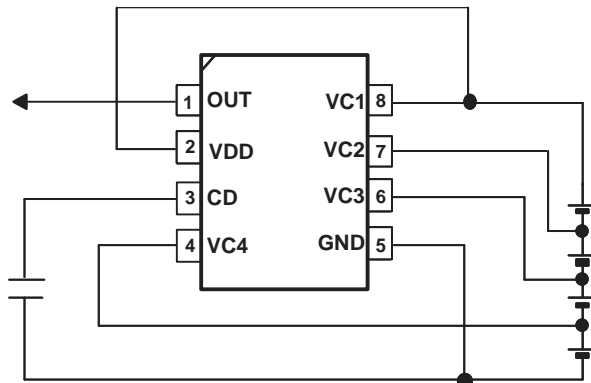 1 OUT VC1 8
2 VDD VC2 7
3 CD VC3 6
4 VC4 GND 5